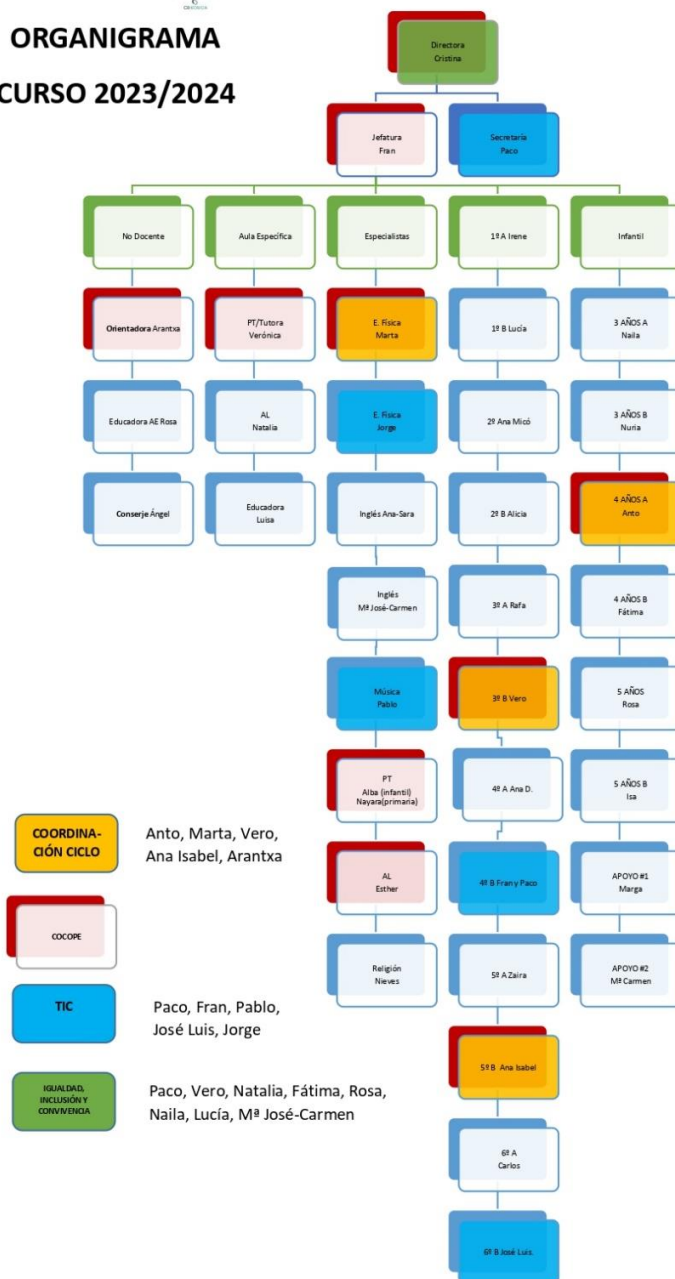 ORGANIGRAMA
CURSO 2023/2024
Directora
Cristina
Jefatura
Fran
Secretaría
Paco
No Docente
Aula Específica
Especialistas
1º A Irene
Infantil
Orientadora Arantxa
PT/Tutora
Verónica
E. Física
Marta
1º B Lucía
3 AÑOS A
Naila
Educadora AE Rosa
AL
Natalia
E. Física
Jorge
2º Ana Micó
3 AÑOS B
Nuria
Conserje Ángel
Educadora
Luisa
Inglés Ana-Sara
2º B Alicia
4 AÑOS A
Anto
Inglés
Mª José-Carmen
3º A Rafa
4 AÑOS B
Fátima
Música
Pablo
3º B Vero
5 AÑOS
Rosa
PT
Alba (infantil)
Nayara(primaria)
4º A Ana D.
5 AÑOS B
Isa
AL
Esther
4º B Fran y Paco
APOYO #1
Marga
Religión
Nieves
5º A Zaira
APOYO #2
Mª Carmen
5º B Ana Isabel
6º A
Carlos
6º B José Luis.
COORDINA-
CIÓN CICLO
Anto, Marta, Vero,
Ana Isabel, Arantxa
COCOPE
TIC
Paco, Fran, Pablo,
José Luis, Jorge
IGUALDAD,
INCLUSIÓN Y
CONVIVENCIA
Paco, Vero, Natalia, Fátima, Rosa,
Naila, Lucía, Mª José-Carmen